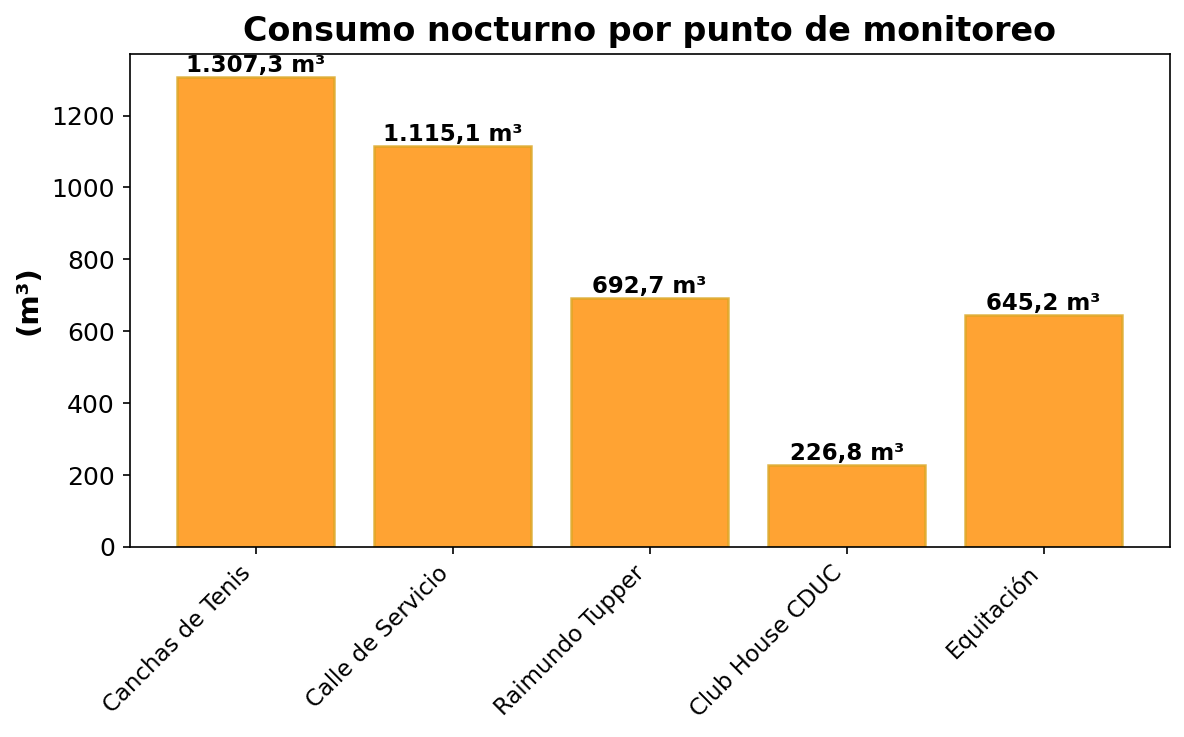 Consumo nocturno por punto de monitoreo
(m³)
1200
1000
800
600
400
200
0
1.307,3 m³
1.115,1 m³
692,7 m³
226,8 m³
645,2 m³
Canchas de Tenis
Calle de Servicio
Raimundo Tupper
Club House CDUC
Equitación